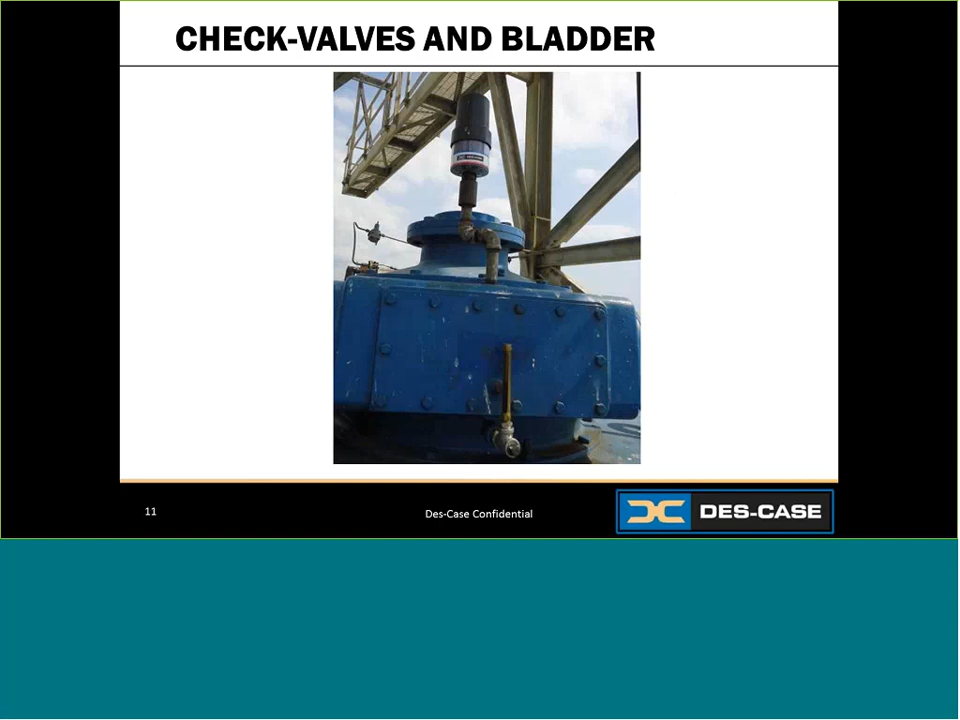 CHECK-VALVES AND BLADDER
11
Des-Case Confidential
DES-CASE